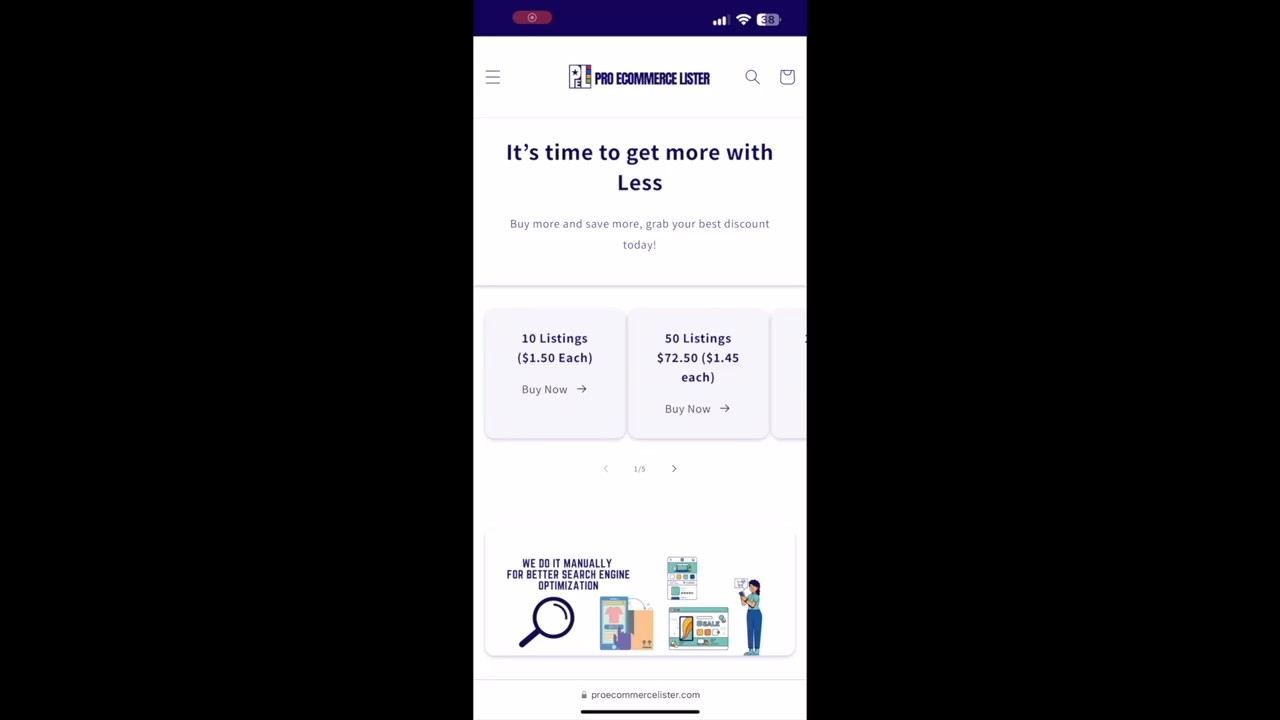 38
PRO ECOMMERCE LISTER
It’s time to get more with
Less
Buy more and save more, grab your best discount
today!
10 Listings
($1.50 Each)
Buy Now →
50 Listings
$72.50 ($1.45
each)
Buy Now →
1/5
WE DO IT MANUALLY
FOR BETTER SEARCH ENGINE
OPTIMIZATION
SALE
proecommercelister.com